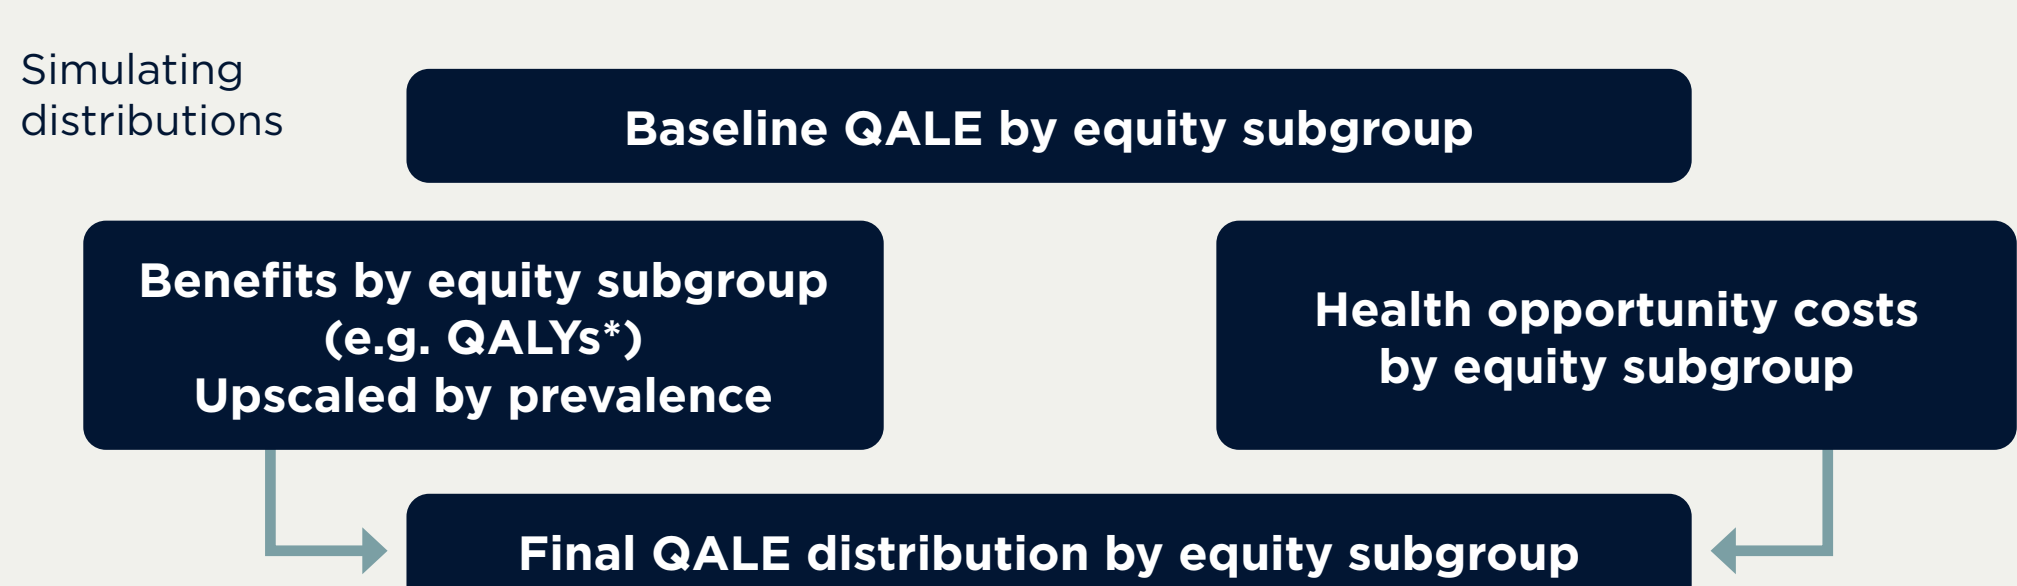 Simulating
distributions
Baseline QALE by equity subgroup
Benefits by equity subgroup
(e.g. QALYs*)
Upscaled by prevalence
Health opportunity costs
by equity subgroup
Final QALE distribution by equity subgroup